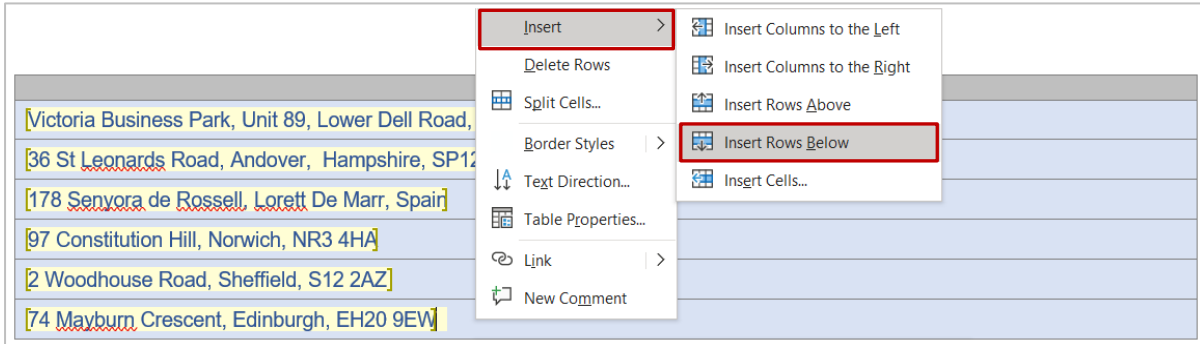 Insert
Delete Rows
Split Cells...
Border Styles
Text Direction...
Table Properties...
Link
New Comment
Insert Columns to the Left
Insert Columns to the Right
Insert Rows Above
Insert Rows Below
Insert Cells...
[Victoria Business Park, Unit 89, Lower Dell Road,
[36 St Leonards Road, Andover, Hampshire, SP12
[178 Senyora de Rossell, Lorett De Marr, Spain]
[97 Constitution Hill, Norwich, NR3 4HA]
[2 Woodhouse Road, Sheffield, S12 2AZ]
[74 Mayburn Crescent, Edinburgh, EH20 9EW]